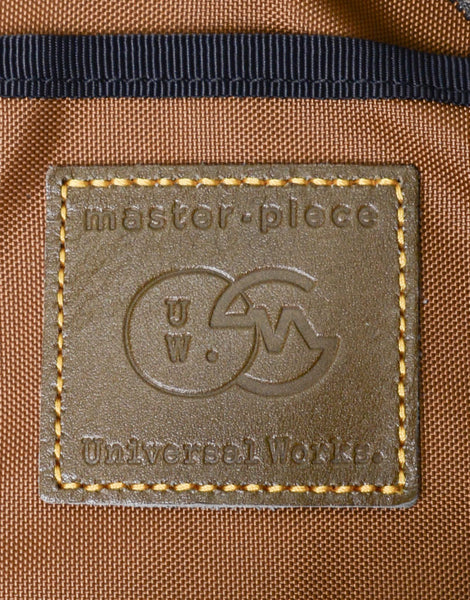 master-piece
U
W.
M
Universal Works.